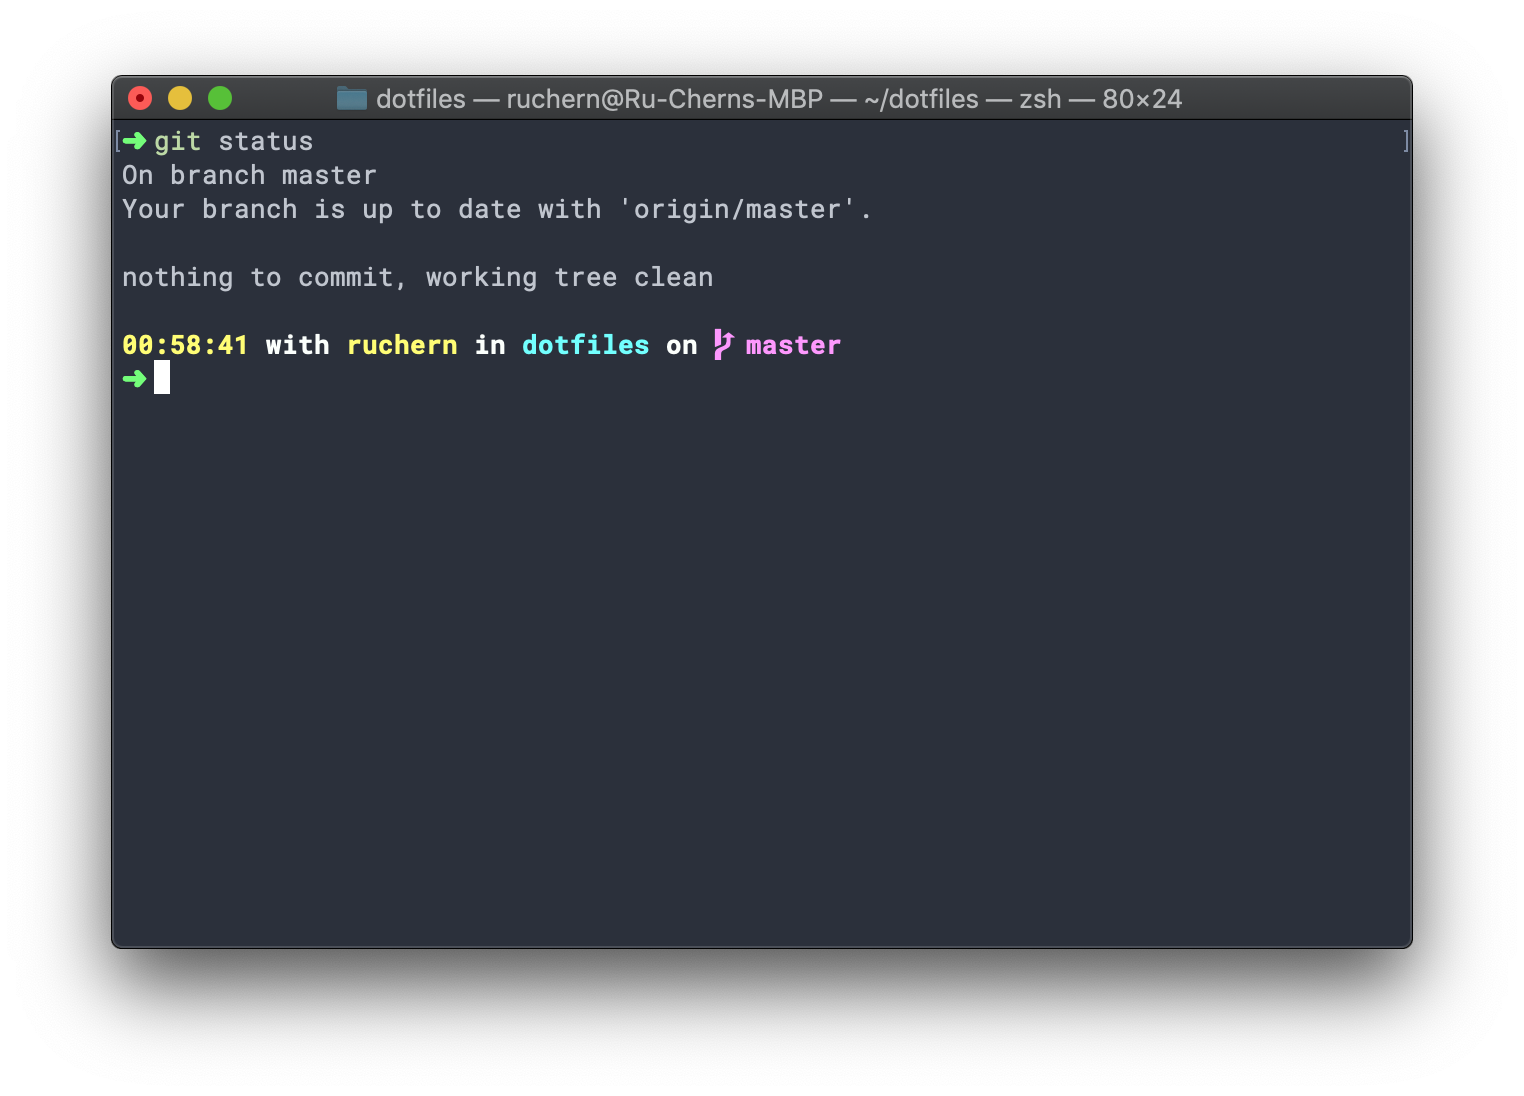 dotfiles — ruchern@Ru-Cherns-MBP — ~/dotfiles — zsh — 80×24
[➜ git status ]
On branch master
Your branch is up to date with 'origin/master'.
nothing to commit, working tree clean
00:58:41 with ruchern in dotfiles on  master
➜